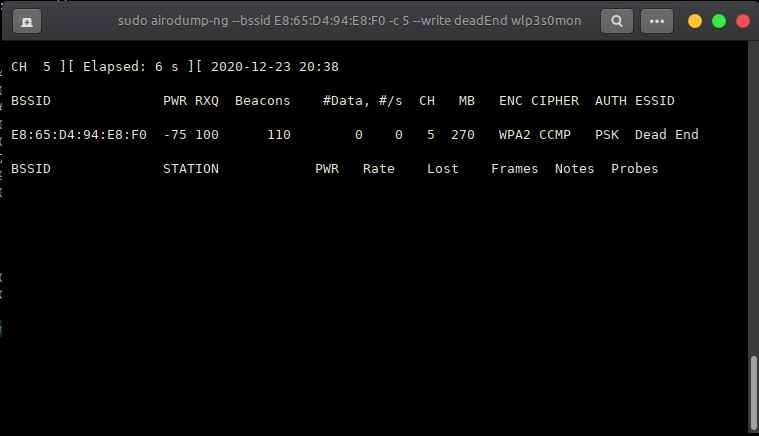 sudo airodump-ng --bssid E8:65:D4:94:E8:F0 -c 5 --write deadEnd wlp3s0mon
CH 5 ][ Elapsed: 6 s ][ 2020-12-23 20:38
BSSID PWR RXQ Beacons #Data, #/s CH MB ENC CIPHER AUTH ESSID
E8:65:D4:94:E8:F0 -75 100 110 0 0 5 270 WPA2 CCMP PSK Dead End
BSSID STATION PWR Rate Lost Frames Notes Probes